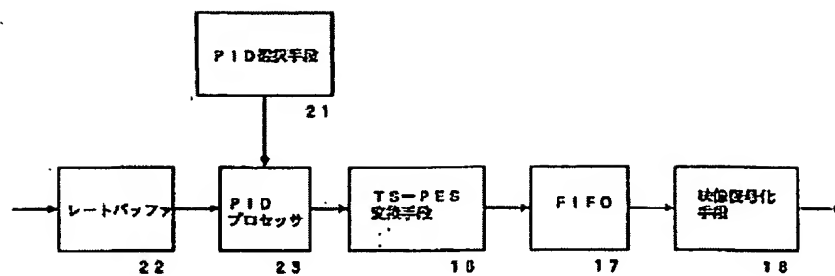 PID選択手段
21
レートバッファ
22
PID
プロセッサ
23
TS-PES
変換手段
16
FIFO
17
映像復号化
手段
18